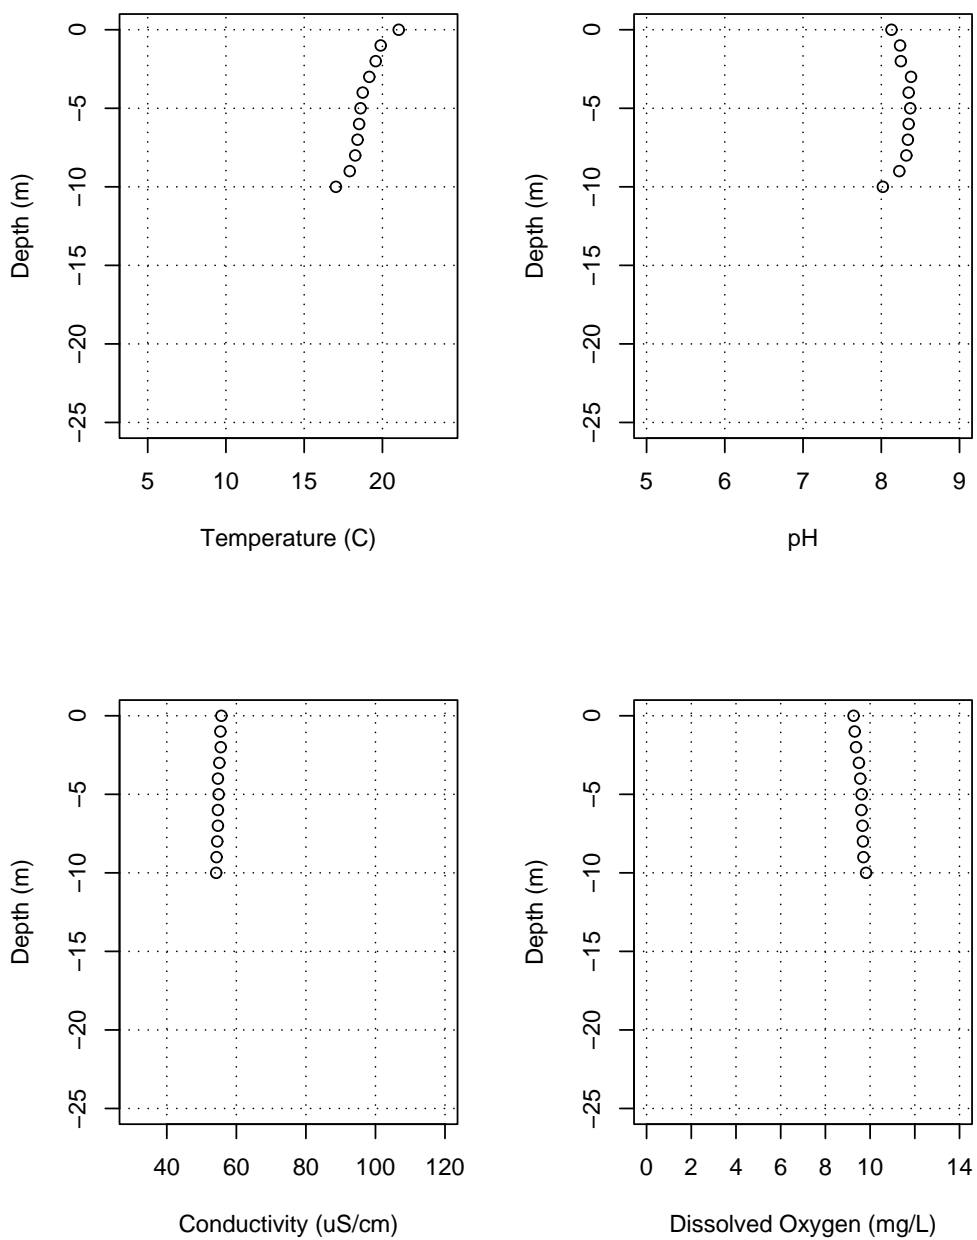 0
−5
−10
−15
−20
−25
Depth (m)
5 10 15 20
Temperature (C)
0
−5
−10
−15
−20
−25
Depth (m)
5 6 7 8 9
pH
0
−5
−10
−15
−20
−25
Depth (m)
40 60 80 100 120
Conductivity (uS/cm)
0
−5
−10
−15
−20
−25
Depth (m)
0 2 4 6 8 10 14
Dissolved Oxygen (mg/L)